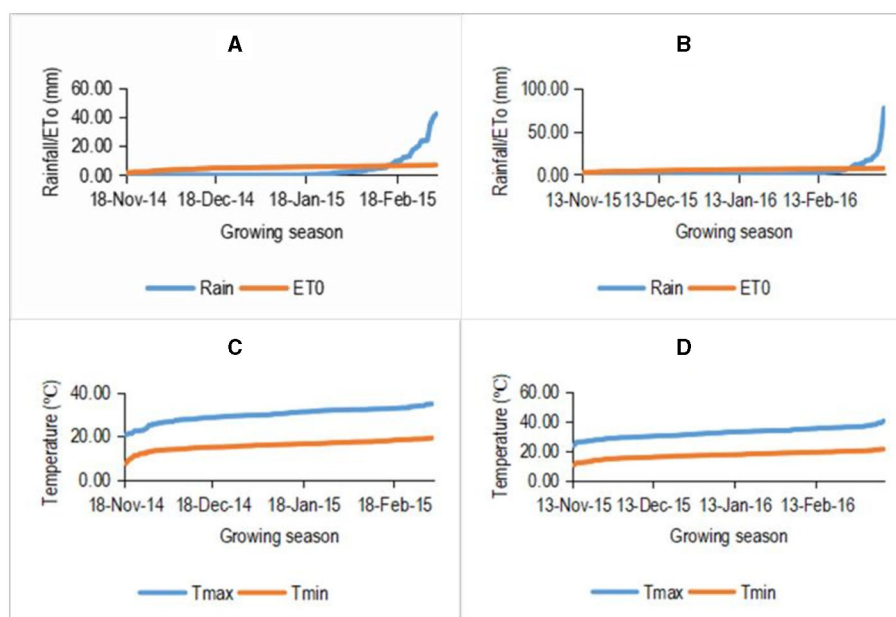 A
Rainfall/ETo (mm)
60.00
40.00
20.00
0.00
18-Nov-14 18-Dec-14 18-Jan-15 18-Feb-15
Growing season
Rain ET0
B
Rainfall/ETo (mm)
100.00
50.00
0.00
13-Nov-15 13-Dec-15 13-Jan-16 13-Feb-16
Growing season
Rain ET0
C
Temperature (°C)
40.00
20.00
0.00
18-Nov-14 18-Dec-14 18-Jan-15 18-Feb-15
Growing season
Tmax Tmin
D
Temperature (°C)
60.00
40.00
20.00
0.00
13-Nov-15 13-Dec-15 13-Jan-16 13-Feb-16
Growing season
Tmax Tmin